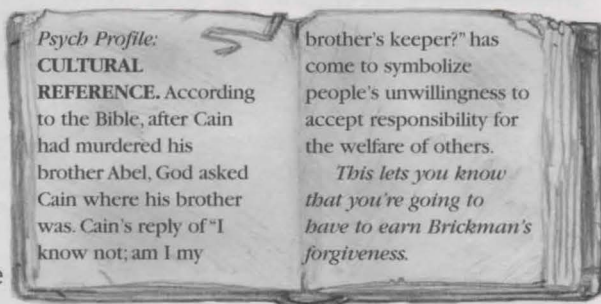 Psych Profile:
CULTURAL
REFERENCE. According
to the Bible, after Cain
had murdered his
brother Abel, God asked
Cain where his brother
was. Cain's reply of "I
know not; am I my
brother's keeper?" has
come to symbolize
people's unwillingness to
accept responsibility for
the welfare of others.
This lets you know
that you're going to
have to earn Brickman's
forgiveness.
e